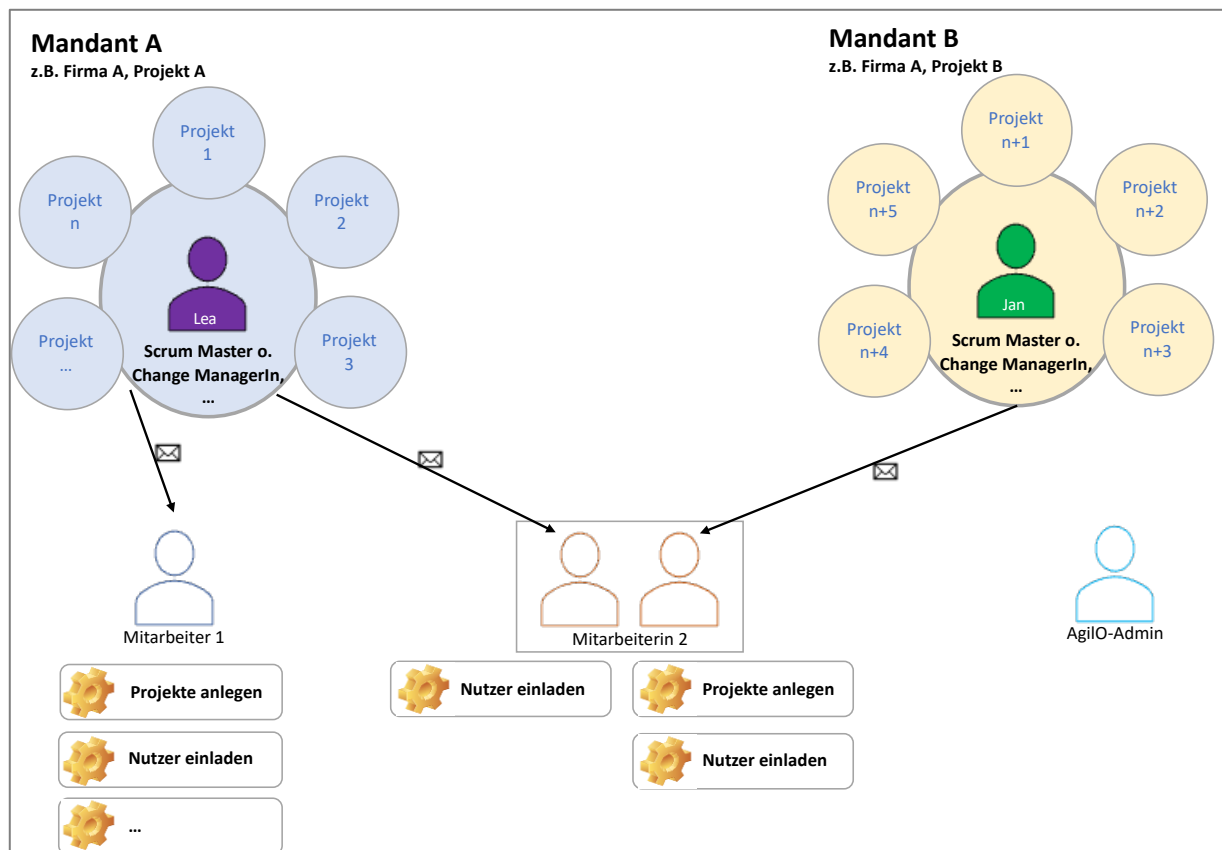 Mandant A
z.B. Firma A, Projekt A
Projekt
1
Projekt
n
Projekt
2
Projekt
...
Projekt
3
Lea
Scrum Master o.
Change ManagerIn,
...
Mandant B
z.B. Firma A, Projekt B
Projekt
n+1
Projekt
n+5
Projekt
n+2
Projekt
n+4
Projekt
n+3
Jan
Scrum Master o.
Change ManagerIn,
...
Mitarbeiter 1
Projekte anlegen
Nutzer einladen
...
Mitarbeiterin 2
Nutzer einladen
Projekte anlegen
Nutzer einladen
AgilO-Admin